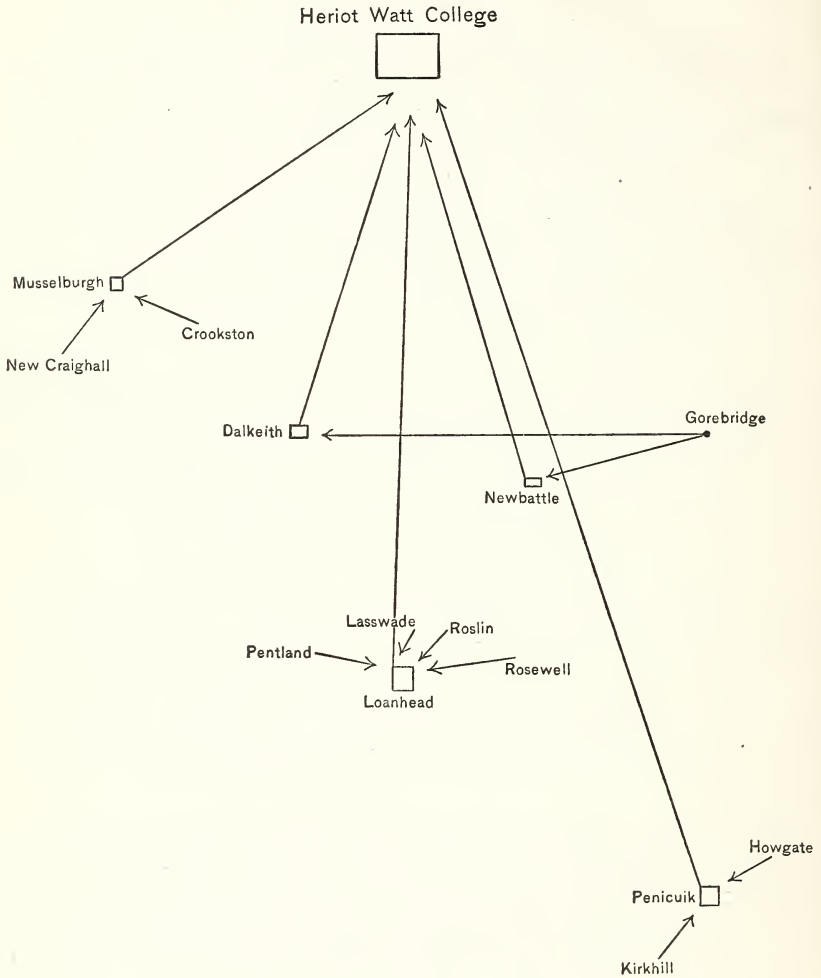 Heriot Watt College
Musselburgh
Crookston
New Craighall
Gorebridge
Dalkeith
Newbattle
Lasswade
Roslin
Pentland
Rosewell
Loanhead
Howgate
Penicuik
Kirkhill